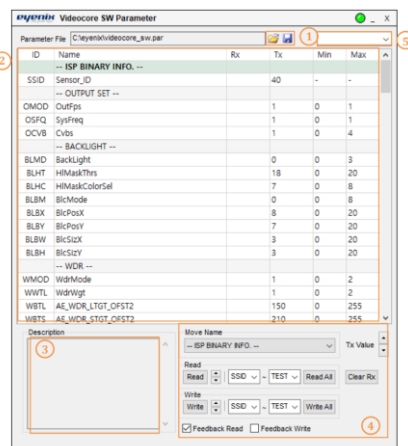 eyenix Videocore SW Parameter _ X
Parameter File C:\eyenix\videocore_sw.par 1 5
2 ID Name Rx Tx Min Max
-- ISP BINARY INFO. --
SSID Sensor_ID 40 - -
-- OUTPUT SET --
OMOD OutFps 1 0 1
OSFQ SysFreq 1 0 1
OCVB Cvbs 1 0 4
-- BACKLIGHT --
BLMD BackLight 0 0 3
BLHT HlMaskThrs 18 0 20
BLHC HlMaskColorSel 7 0 8
BLBM BlcMode 0 0 8
BLBX BlcPosX 8 0 20
BLBY BlcPosY 7 0 20
BLBW BlcSizX 3 0 20
BLBH BlcSizY 3 0 20
-- WDR --
WMOD WdrMode 1 0 2
WWTL WdrWgt 1 0 2
WBTL AE_WDR_LTGT_OFST2 150 0 255
WBTS AE_WDR_STGT_OFST2 210 0 255
Description
3
Move Name
-- ISP BINARY INFO. -- Tx Value
Read
Read SSID ~ TEST Read All Clear Rx
Write
Write SSID ~ TEST Write All
Feedback Read Feedback Write 4